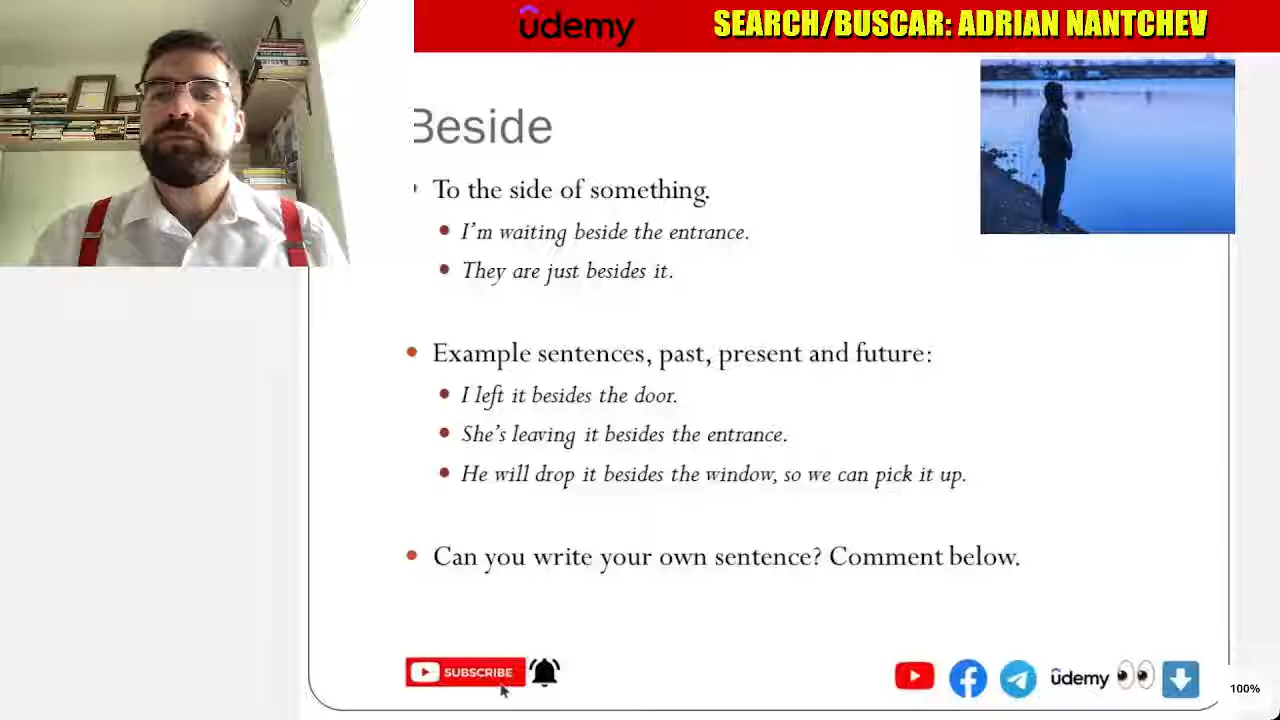 udemy
SEARCH/BUSCAR: ADRIAN NANTCHEV
Beside
To the side of something.
I'm waiting beside the entrance.
They are just besides it.
Example sentences, past, present and future:
I left it besides the door.
She's leaving it besides the entrance.
He will drop it besides the window, so we can pick it up.
Can you write your own sentence? Comment below.
SUBSCRIBE
udemy
100%